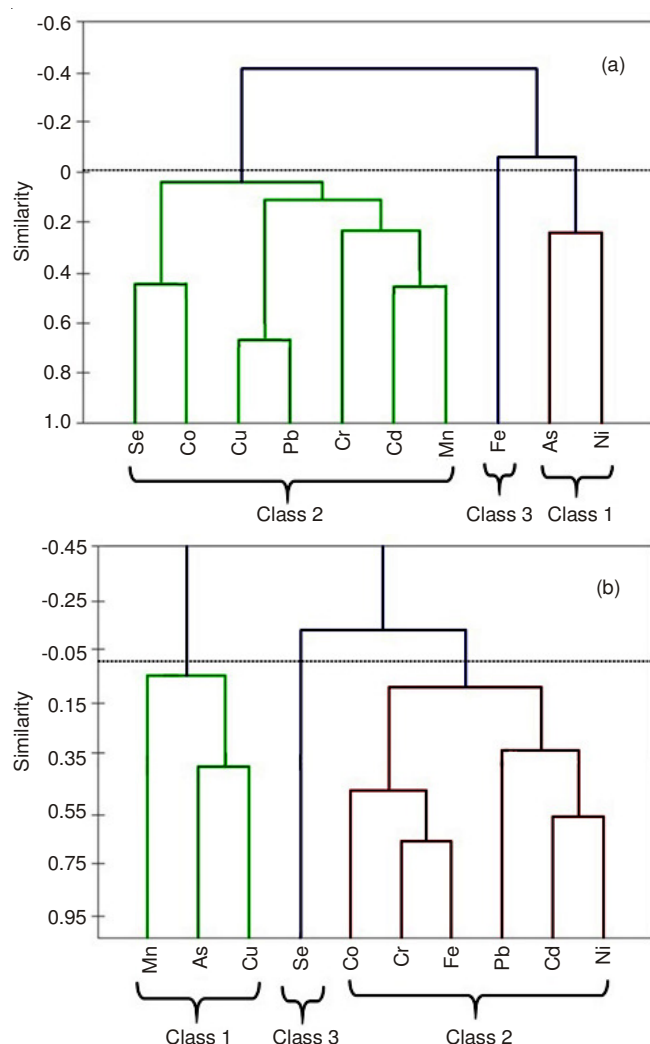 (a)
Similarity
-0.6
-0.4
-0.2
0
0.2
0.4
0.6
0.8
1.0
Se Co Cu Pb Cr Cd Mn Fe As Ni
Class 2 Class 3 Class 1
(b)
Similarity
-0.45
-0.25
-0.05
0.15
0.35
0.55
0.75
0.95
Mn As Cu Se Co Cr Fe Pb Cd Ni
Class 1 Class 3 Class 2